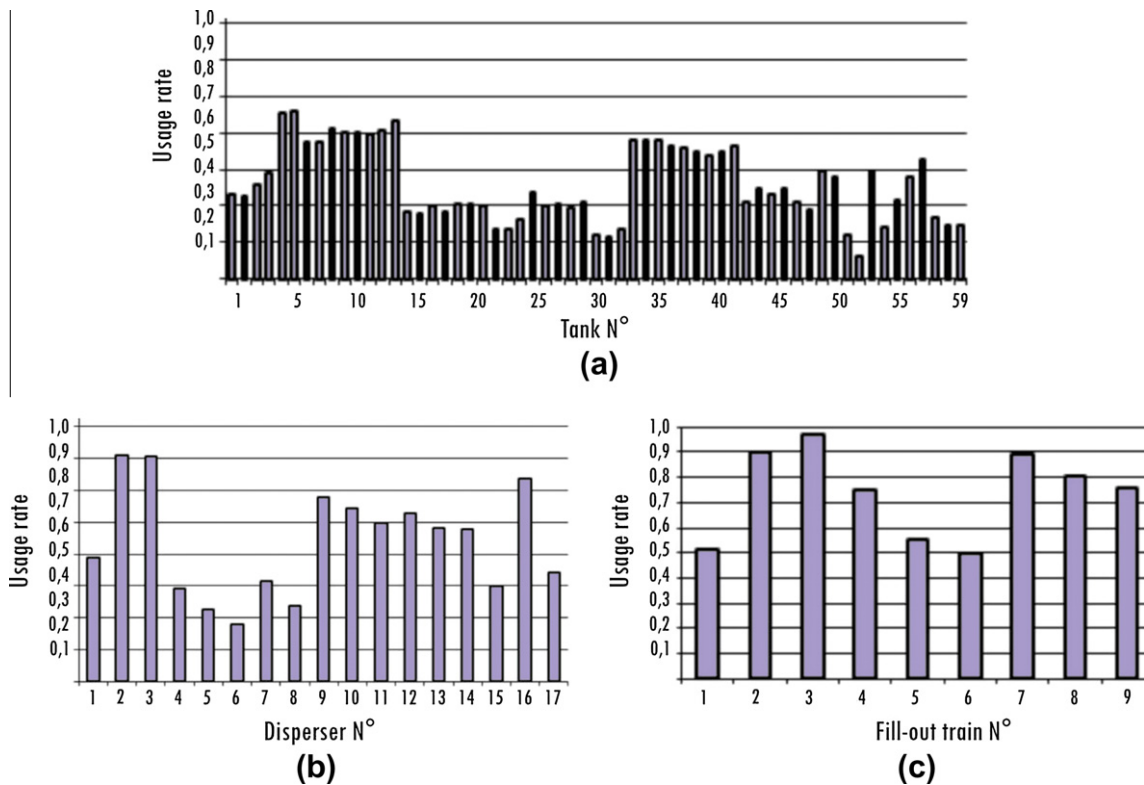 1,0
0,9
0,8
0,7
0,6
0,5
0,4
0,3
0,2
0,1
Usage rate
1 5 10 15 20 25 30 35 40 45 50 55 59
Tank N°
(a)
1,0
0,9
0,8
0,7
0,6
0,5
0,4
0,3
0,2
0,1
Usage rate
1 2 3 4 5 6 7 8 9 10 11 12 13 14 15 16 17
Disperser N°
(b)
1,0
0,9
0,8
0,7
0,6
0,5
0,4
0,3
0,2
0,1
Usage rate
1 2 3 4 5 6 7 8 9
Fill-out train N°
(c)